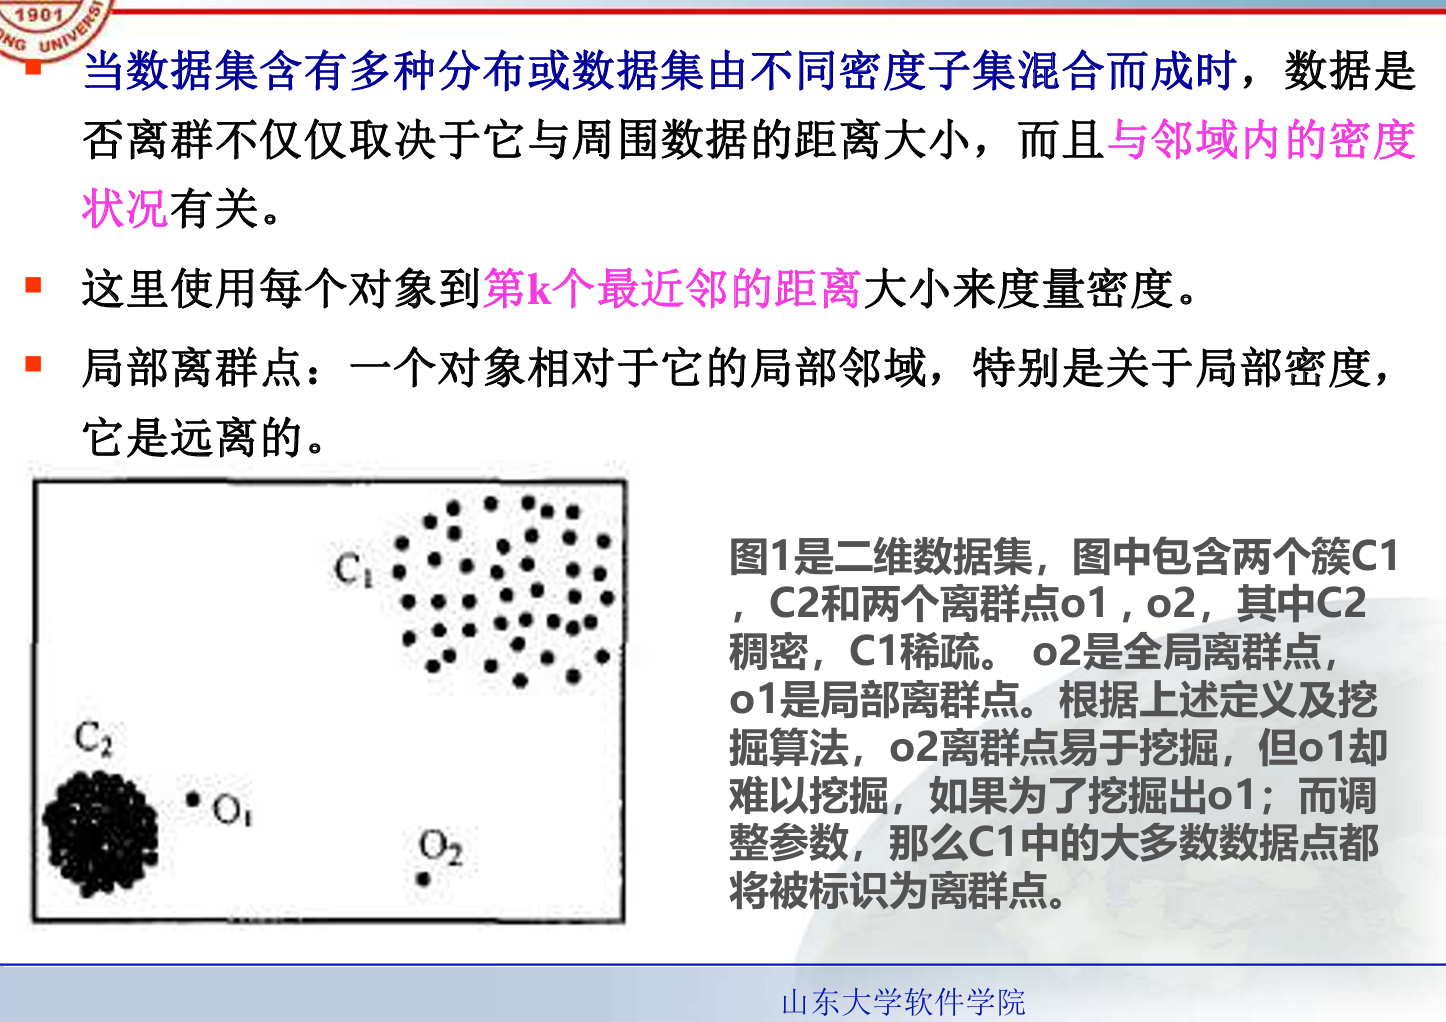 1901
ONG UNIVERS
当数据集含有多种分布或数据集由不同密度子集混合而成时，数据是
否离群不仅仅取决于它与周围数据的距离大小，而且与邻域内的密度
状况有关。
这里使用每个对象到第k个最近邻的距离大小来度量密度。
局部离群点：一个对象相对于它的局部邻域，特别是关于局部密度，
它是远离的。
C1
C2
O1
O2
图1是二维数据集，图中包含两个簇C1
，C2和两个离群点o1，o2，其中C2
稠密，C1稀疏。 o2是全局离群点，
o1是局部离群点。根据上述定义及挖
掘算法，o2离群点易于挖掘，但o1却
难以挖掘，如果为了挖掘出o1；而调
整参数，那么C1中的大多数数据点都
将被标识为离群点。
山东大学软件学院